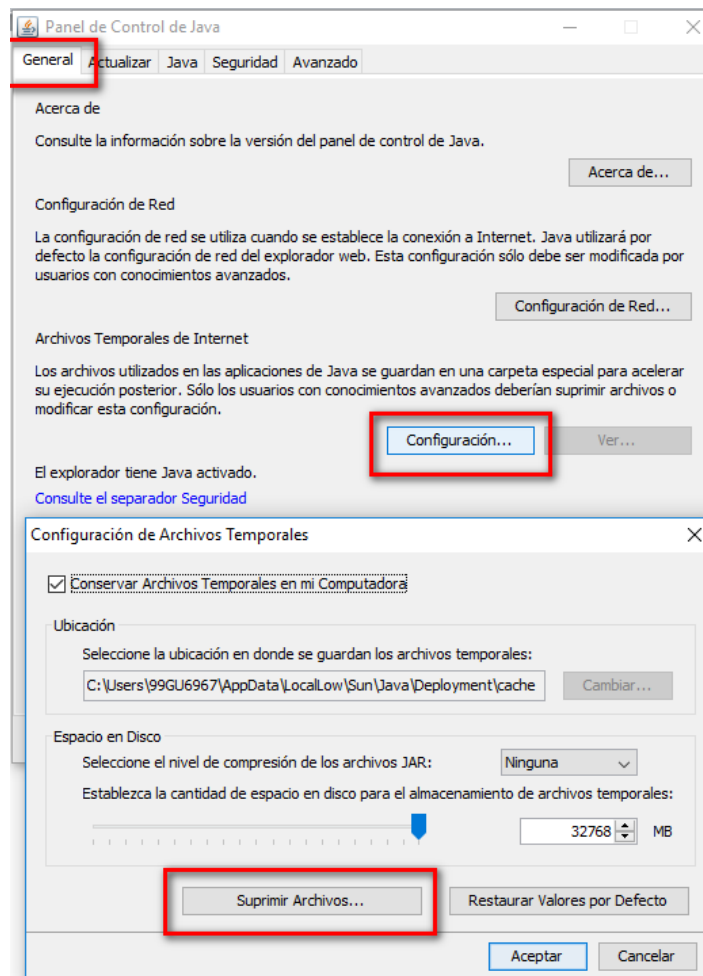 Panel de Control de Java
General Actualizar Java Seguridad Avanzado
Acerca de
Consulte la información sobre la versión del panel de control de Java.
Acerca de...
Configuración de Red
La configuración de red se utiliza cuando se establece la conexión a Internet. Java utilizará por
defecto la configuración de red del explorador web. Esta configuración sólo debe ser modificada por
usuarios con conocimientos avanzados.
Configuración de Red...
Archivos Temporales de Internet
Los archivos utilizados en las aplicaciones de Java se guardan en una carpeta especial para acelerar
su ejecución posterior. Sólo los usuarios con conocimientos avanzados deberían suprimir archivos o
modificar esta configuración.
Configuración... Ver...
El explorador tiene Java activado.
Consulte el separador Seguridad
Configuración de Archivos Temporales
Conservar Archivos Temporales en mi Computadora
Ubicación
Seleccione la ubicación en donde se guardan los archivos temporales:
C:\Users\99GU6967\AppData\LocalLow\Sun\Java\Deployment\cache Cambiar...
Espacio en Disco
Seleccione el nivel de compresión de los archivos JAR: Ninguna
Establezca la cantidad de espacio en disco para el almacenamiento de archivos temporales:
32768 MB
Suprimir Archivos... Restaurar Valores por Defecto
Aceptar Cancelar